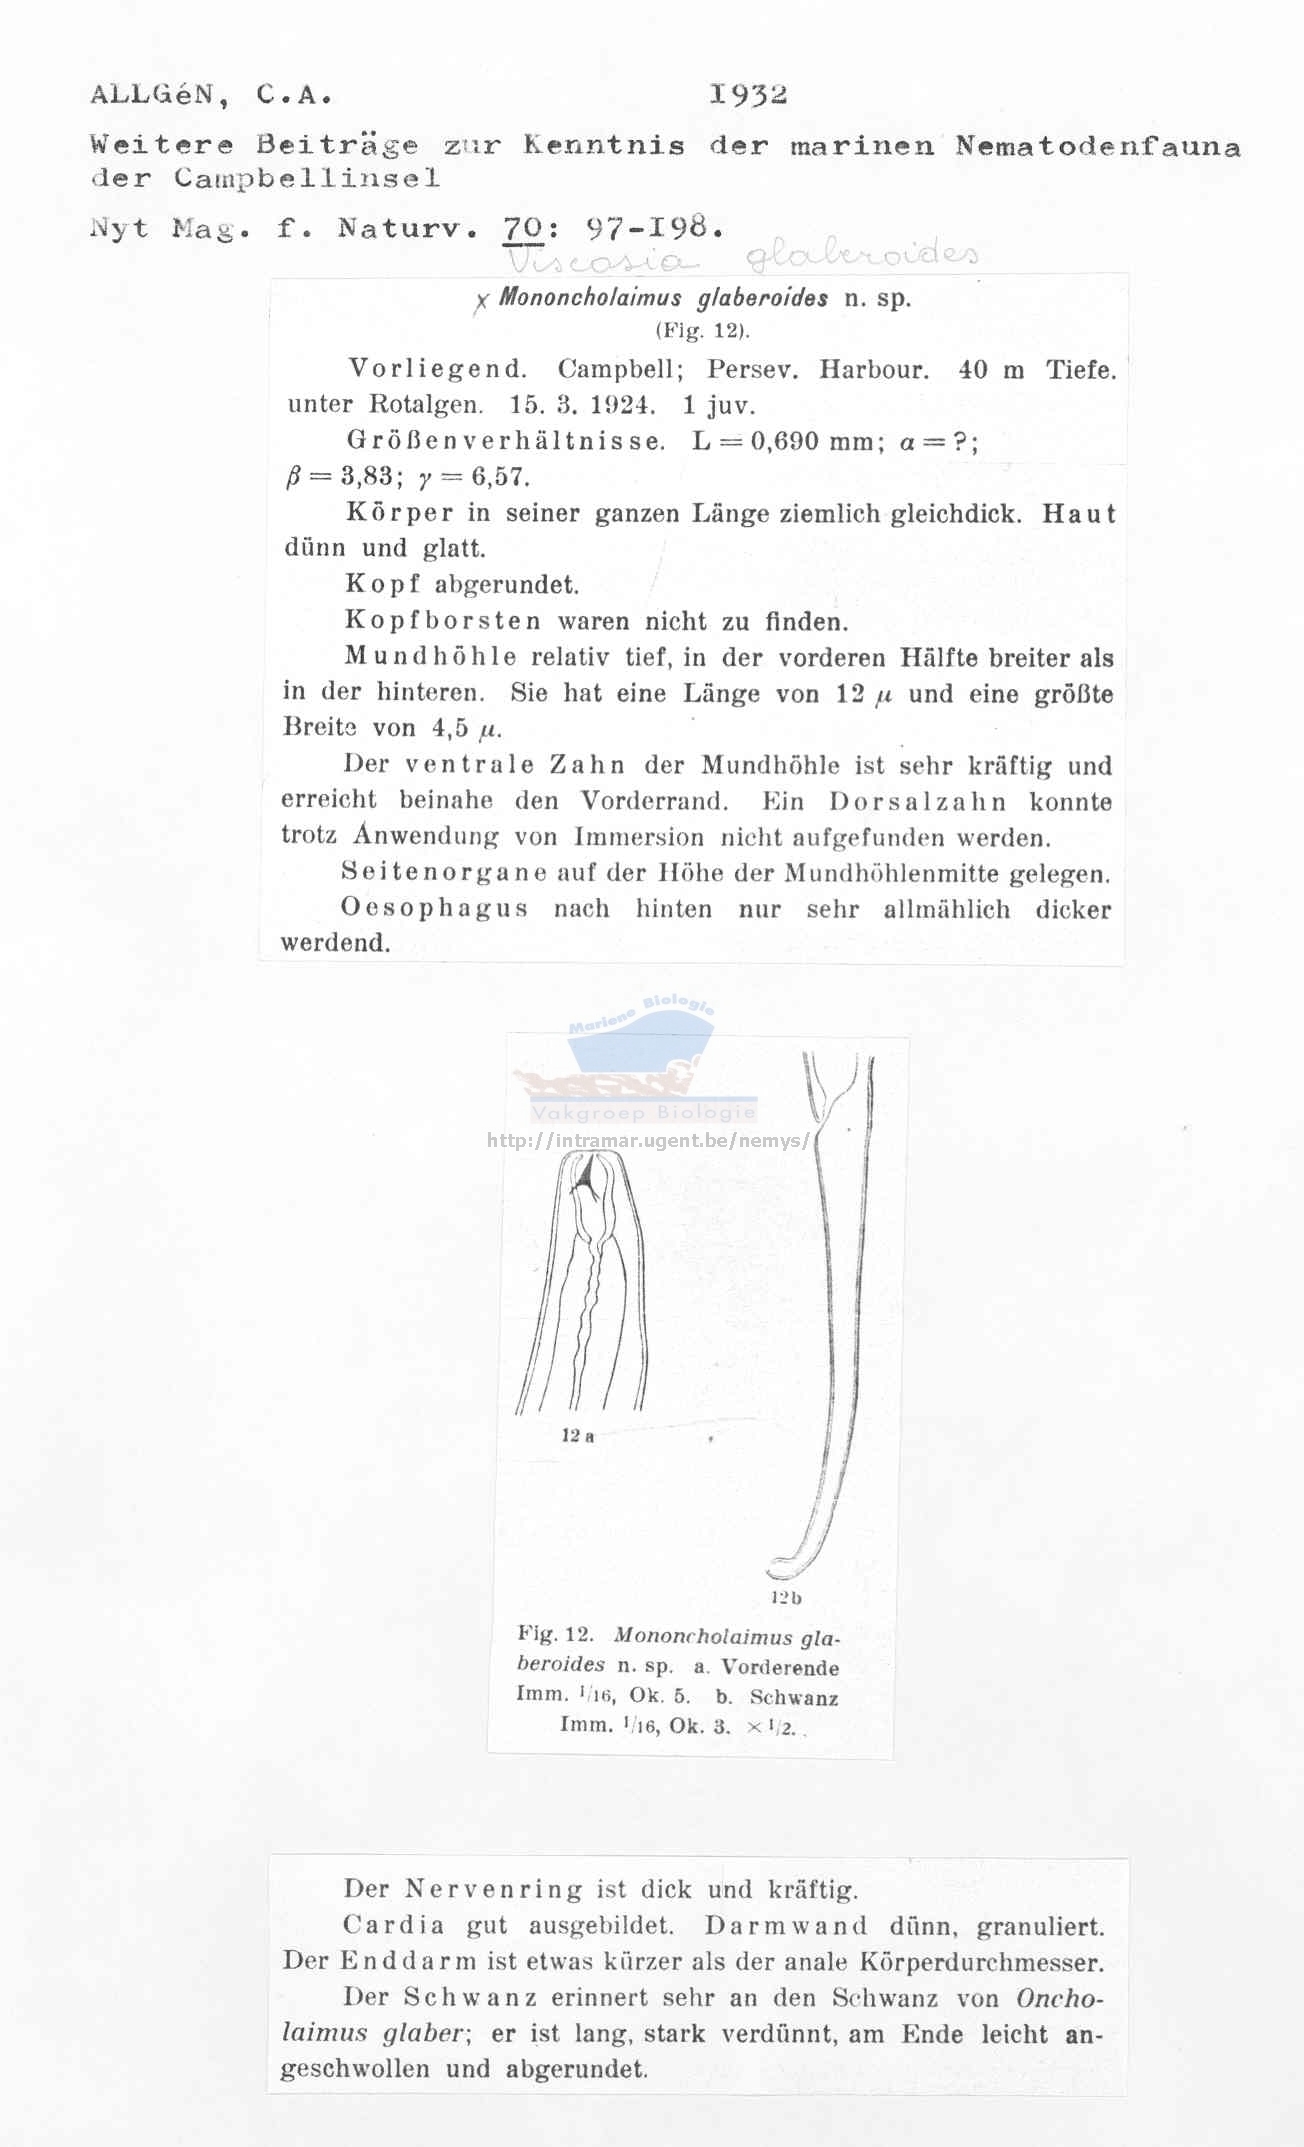 ALLGéN, C.A. 1932
Weitere Beiträge zur Kenntnis der marinen Nematodenfauna
der Campbellinsel
Nyt Mag. f. Naturv. 70: 97-I98.
Viscosia glaberoides
x Mononcholaimus glaberoides n. sp.
(Fig. 12).
Vorliegend. Campbell; Persev. Harbour. 40 m Tiefe.
unter Rotalgen. 15. 3. 1924. 1 juv.
Größenverhältnisse. L = 0,690 mm; α = ?;
β = 3,83; γ = 6,57.
Körper in seiner ganzen Länge ziemlich gleichdick. Haut
dünn und glatt.
Kopf abgerundet.
Kopfborsten waren nicht zu finden.
Mundhöhle relativ tief, in der vorderen Hälfte breiter als
in der hinteren. Sie hat eine Länge von 12 μ und eine größte
Breite von 4,5 μ.
Der ventrale Zahn der Mundhöhle ist sehr kräftig und
erreicht beinahe den Vorderrand. Ein Dorsalzahn konnte
trotz Anwendung von Immersion nicht aufgefunden werden.
Seitenorgane auf der Höhe der Mundhöhlenmitte gelegen.
Oesophagus nach hinten nur sehr allmählich dicker
werdend.
Mariene Biologie
Vakgroep Biologie
http://intramar.ugent.be/nemys/
12 a
12 b
Fig. 12. Mononcholaimus gla-
beroides n. sp. a. Vorderende
Imm. 1/16, Ok. 5. b. Schwanz
Imm. 1/16, Ok. 3. × 1/2.
Der Nervenring ist dick und kräftig.
Cardia gut ausgebildet. Darmwand dünn, granuliert.
Der Enddarm ist etwas kürzer als der anale Körperdurchmesser.
Der Schwanz erinnert sehr an den Schwanz von Oncho-
laimus glaber; er ist lang, stark verdünnt, am Ende leicht an-
geschwollen und abgerundet.